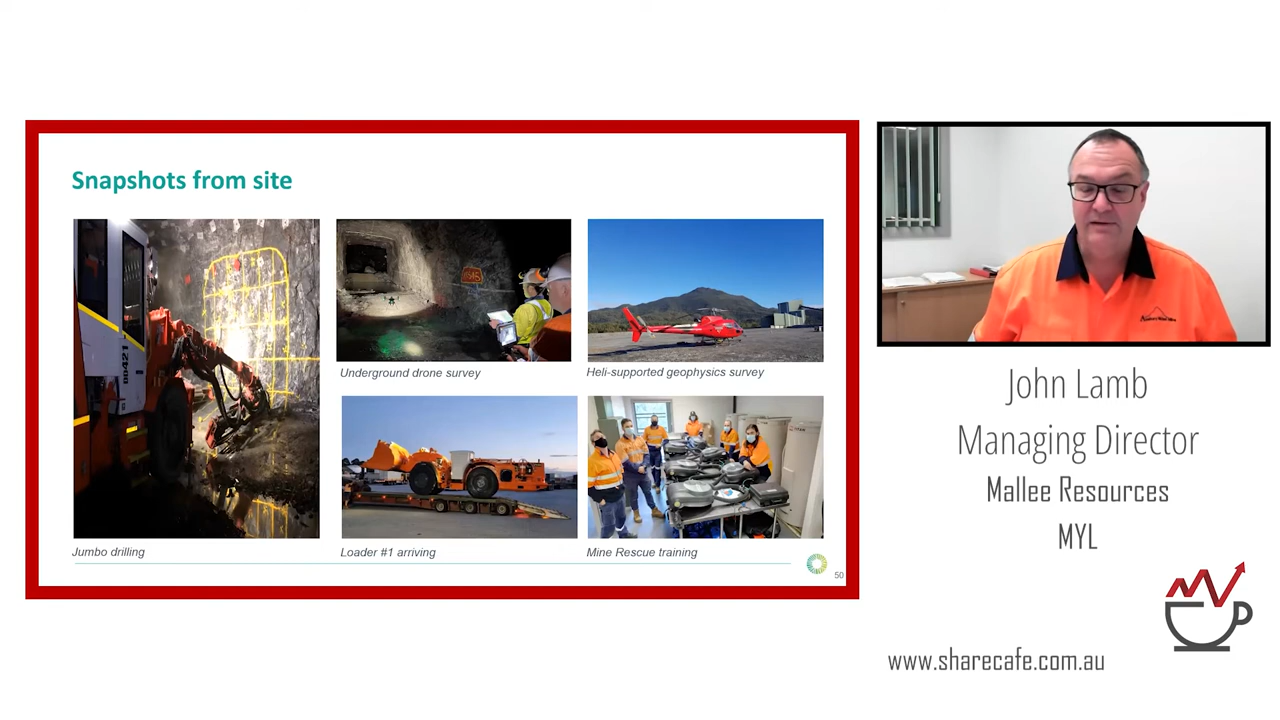 Snapshots from site
Underground drone survey
Heli-supported geophysics survey
Jumbo drilling
Loader #1 arriving
Mine Rescue training
50
John Lamb
Managing Director
Mallee Resources
MYL
www.sharecafe.com.au